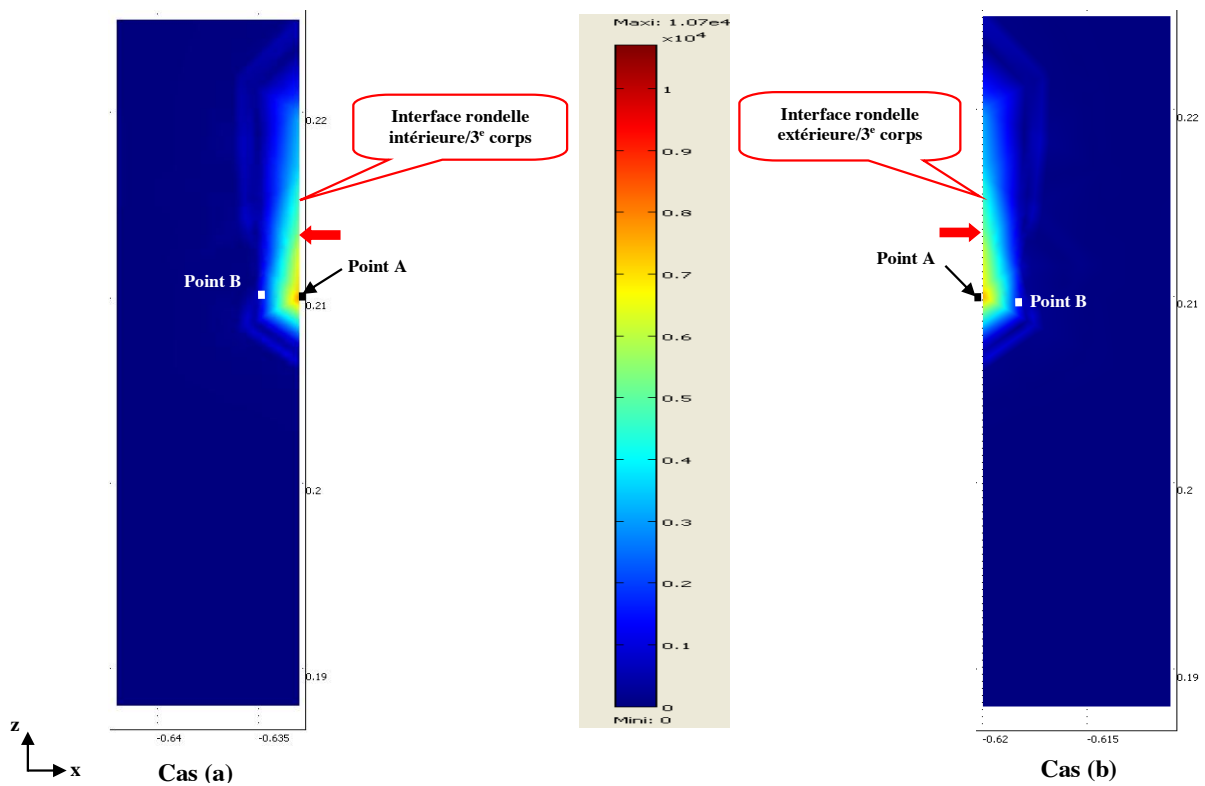 Maxi: 1.07e4
×10⁴
1
0.9
0.8
0.7
0.6
0.5
0.4
0.3
0.2
0.1
0
Mini: 0
Interface rondelle
intérieure/3ᵉ corps
Point A
Point B
0.22
0.21
0.2
0.19
-0.64
-0.635
z
x
Cas (a)
Interface rondelle
extérieure/3ᵉ corps
Point A
Point B
0.22
0.21
0.2
0.19
-0.62
-0.615
Cas (b)